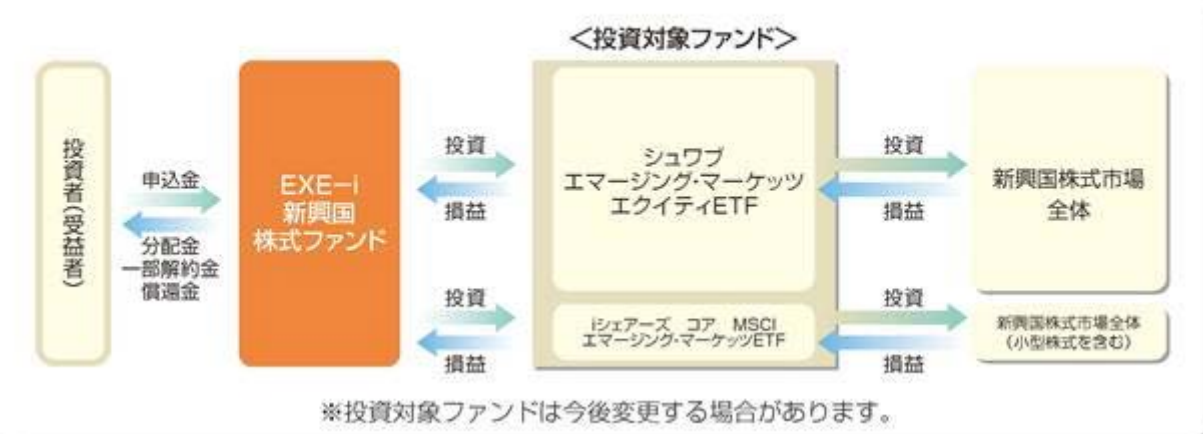 <投資対象ファンド>
投資者(受益者)
申込金
分配金
一部解約金
償還金
EXE-i
新興国
株式ファンド
投資
損益
投資
損益
シュワブ
エマージング・マーケッツ
エクイティETF
iシェアーズ コア MSCI
エマージング・マーケッツETF
投資
損益
投資
損益
新興国株式市場
全体
新興国株式市場全体
(小型株式を含む)
※投資対象ファンドは今後変更する場合があります。